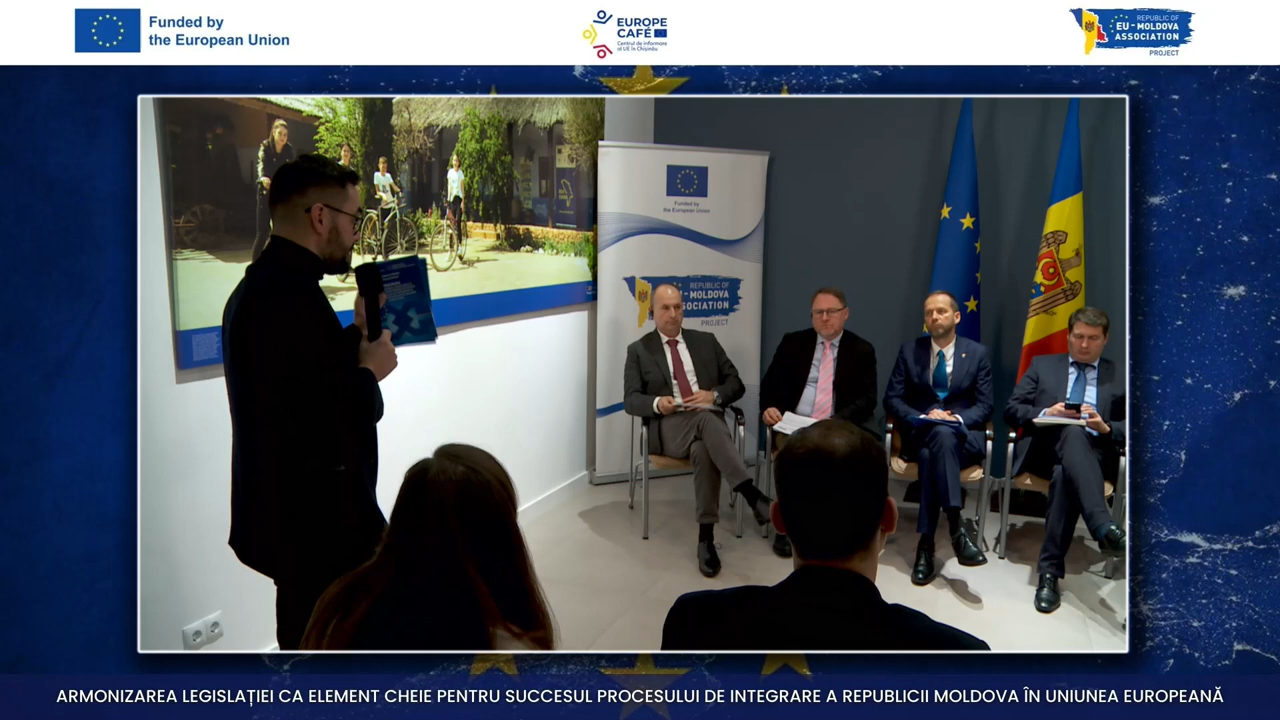 Funded by
the European Union
EUROPE
CAFÉ
Centrul de informare
al UE în Chișinău
REPUBLIC OF
EU - MOLDOVA
ASSOCIATION
PROJECT
Funded by
the European Union
REPUBLIC OF
- MOLDOVA
SSOCIATION
PROJECT
ARMONIZAREA LEGISLAȚIEI CA ELEMENT CHEIE PENTRU SUCCESUL PROCESULUI DE INTEGRARE A REPUBLICII MOLDOVA ÎN UNIUNEA EUROPEANĂ